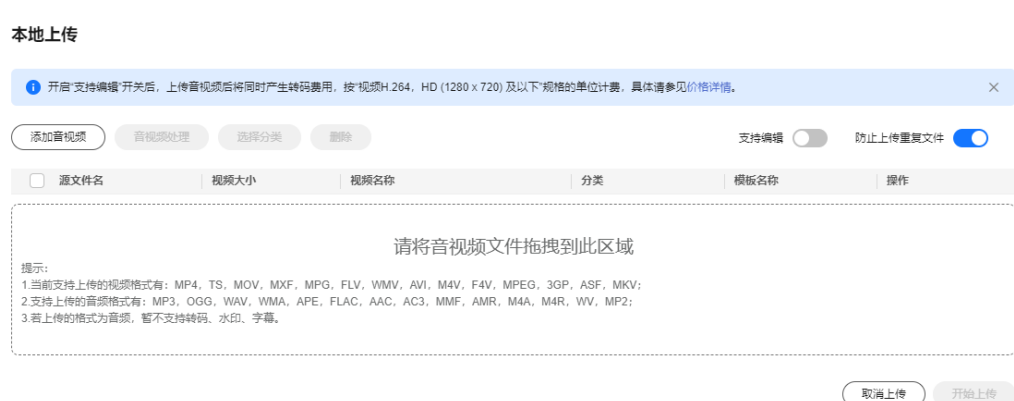 本地上传
开启“支持编辑”开关后，上传音视频后将同时产生转码费用，按“视频H.264，HD (1280 x 720) 及以下”规格的单位计费，具体请参见价格详情。
添加音视频 音视频处理 选择分类 删除 支持编辑 防止上传重复文件
源文件名 视频大小 视频名称 分类 模板名称 操作
请将音视频文件拖拽到此区域
提示：
1.当前支持上传的视频格式有：MP4，TS，MOV，MXF，MPG，FLV，WMV，AVI，M4V，F4V，MPEG，3GP，ASF，MKV；
2.支持上传的音频格式有：MP3，OGG，WAV，WMA，APE，FLAC，AAC，AC3，MMF，AMR，M4A，M4R，WV，MP2；
3.若上传的格式为音频，暂不支持转码、水印、字幕。
取消上传 开始上传